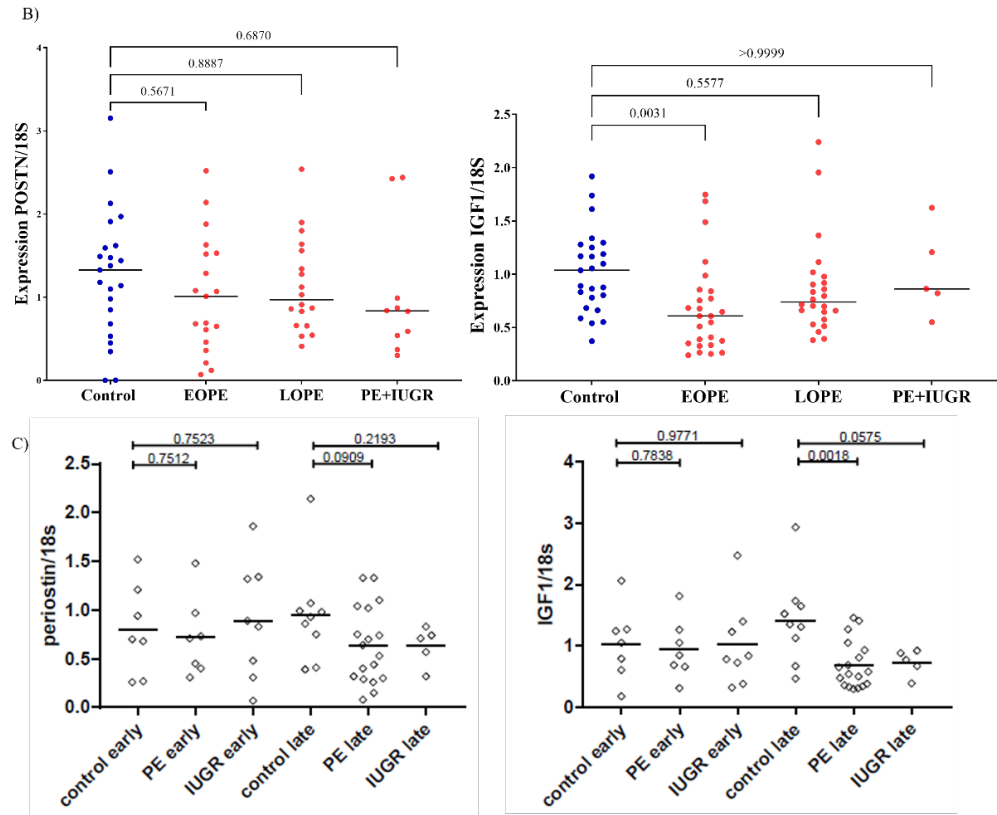 B)
0.6870
0.8887
0.5671
Expression POSTN/18S
4
3
2
1
0
Control EOPE LOPE PE+IUGR
>0.9999
0.5577
0.0031
Expression IGF1/18S
2.5
2.0
1.5
1.0
0.5
0.0
Control EOPE LOPE PE+IUGR
C)
0.7523
0.7512
0.2193
0.0909
periostin/18s
2.5
2.0
1.5
1.0
0.5
0.0
control early
PE early
IUGR early
control late
PE late
IUGR late
0.9771
0.7838
0.0575
0.0018
IGF1/18s
4
3
2
1
0
control early
PE early
IUGR early
control late
PE late
IUGR late